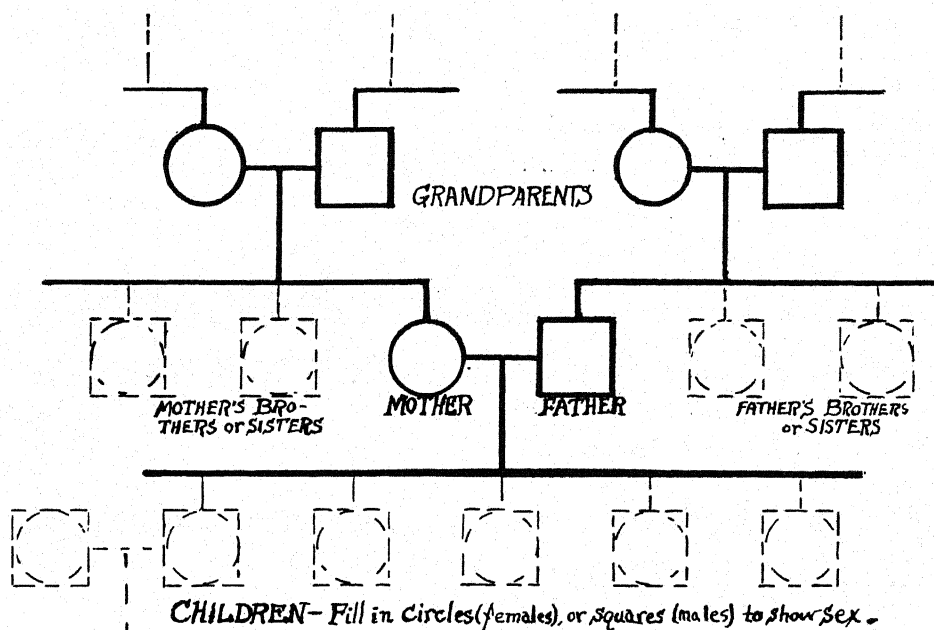 GRANDPARENTS
MOTHER'S BRO-
THERS or SISTERS
MOTHER
FATHER
FATHER'S BROTHERS
or SISTERS
CHILDREN - Fill in circles (females), or squares (males) to show sex.